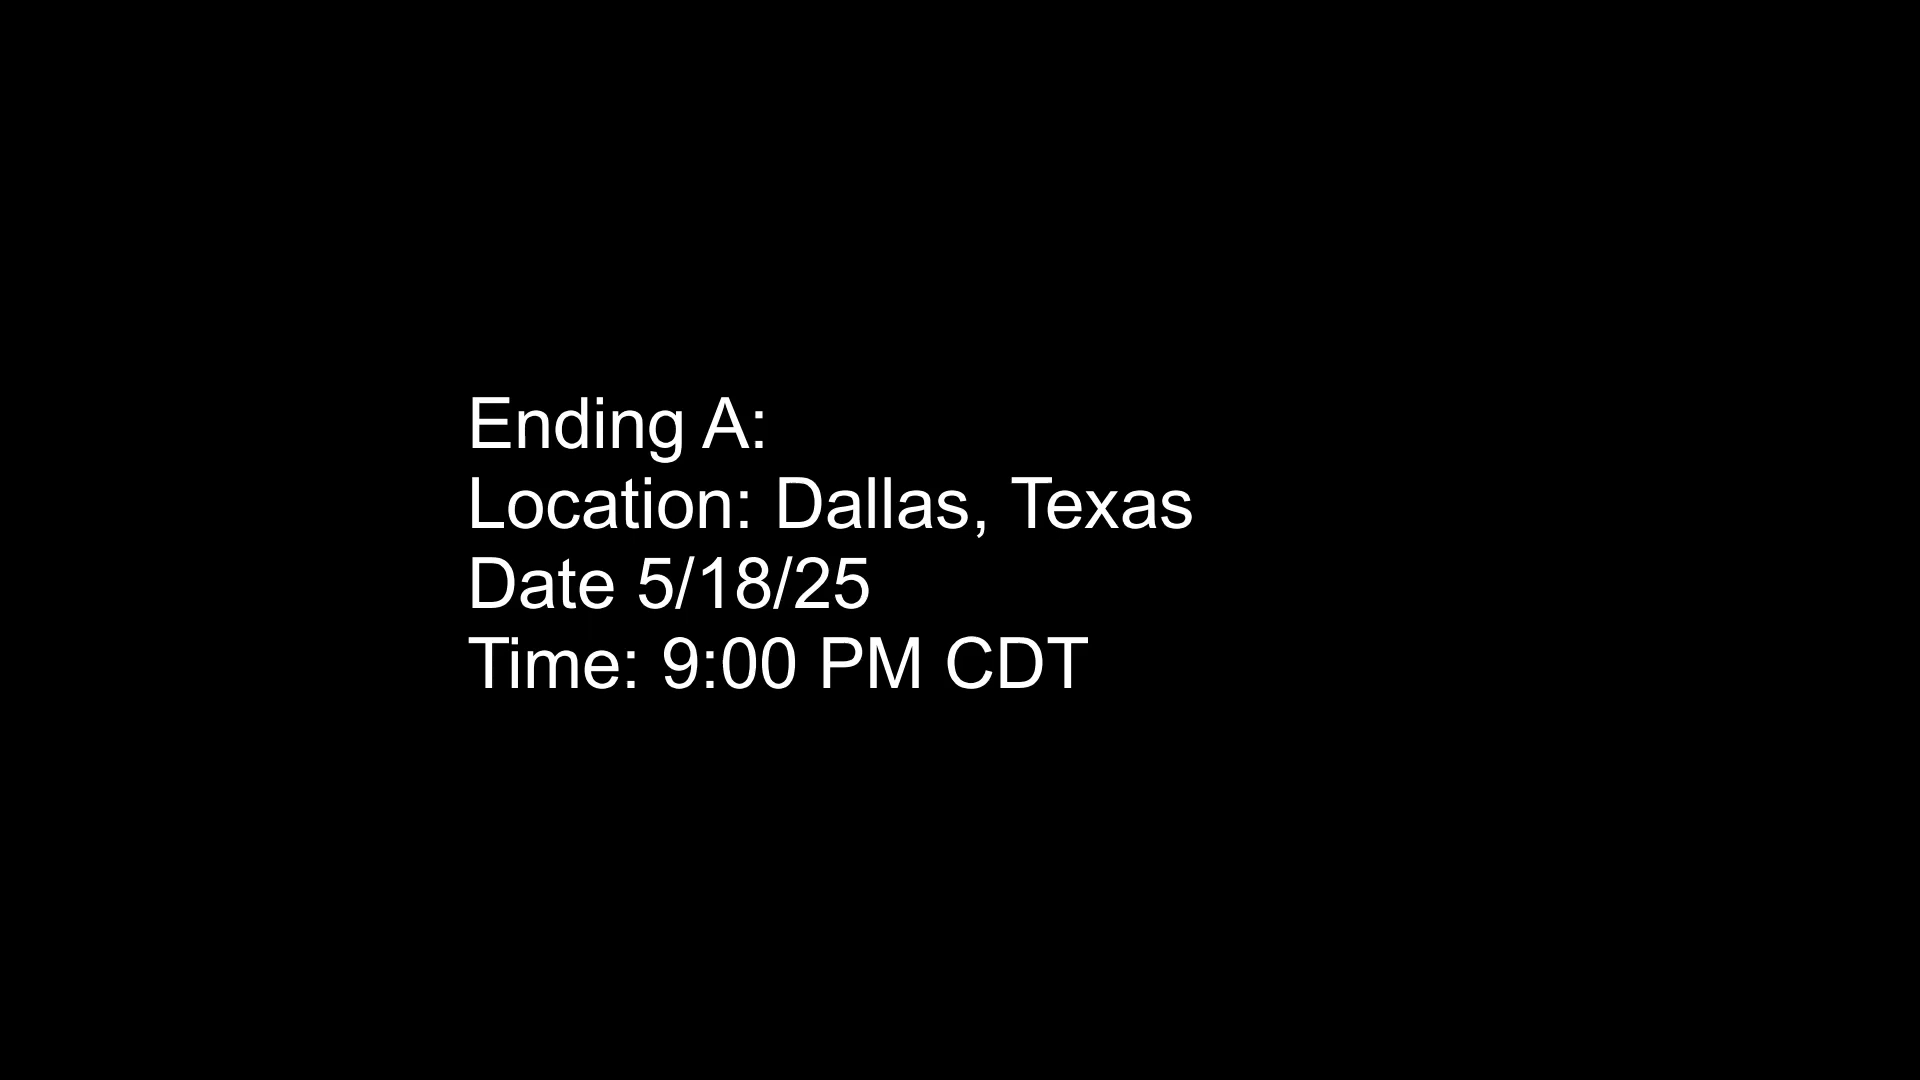 Ending A:
Location: Dallas, Texas
Date 5/18/25
Time: 9:00 PM CDT